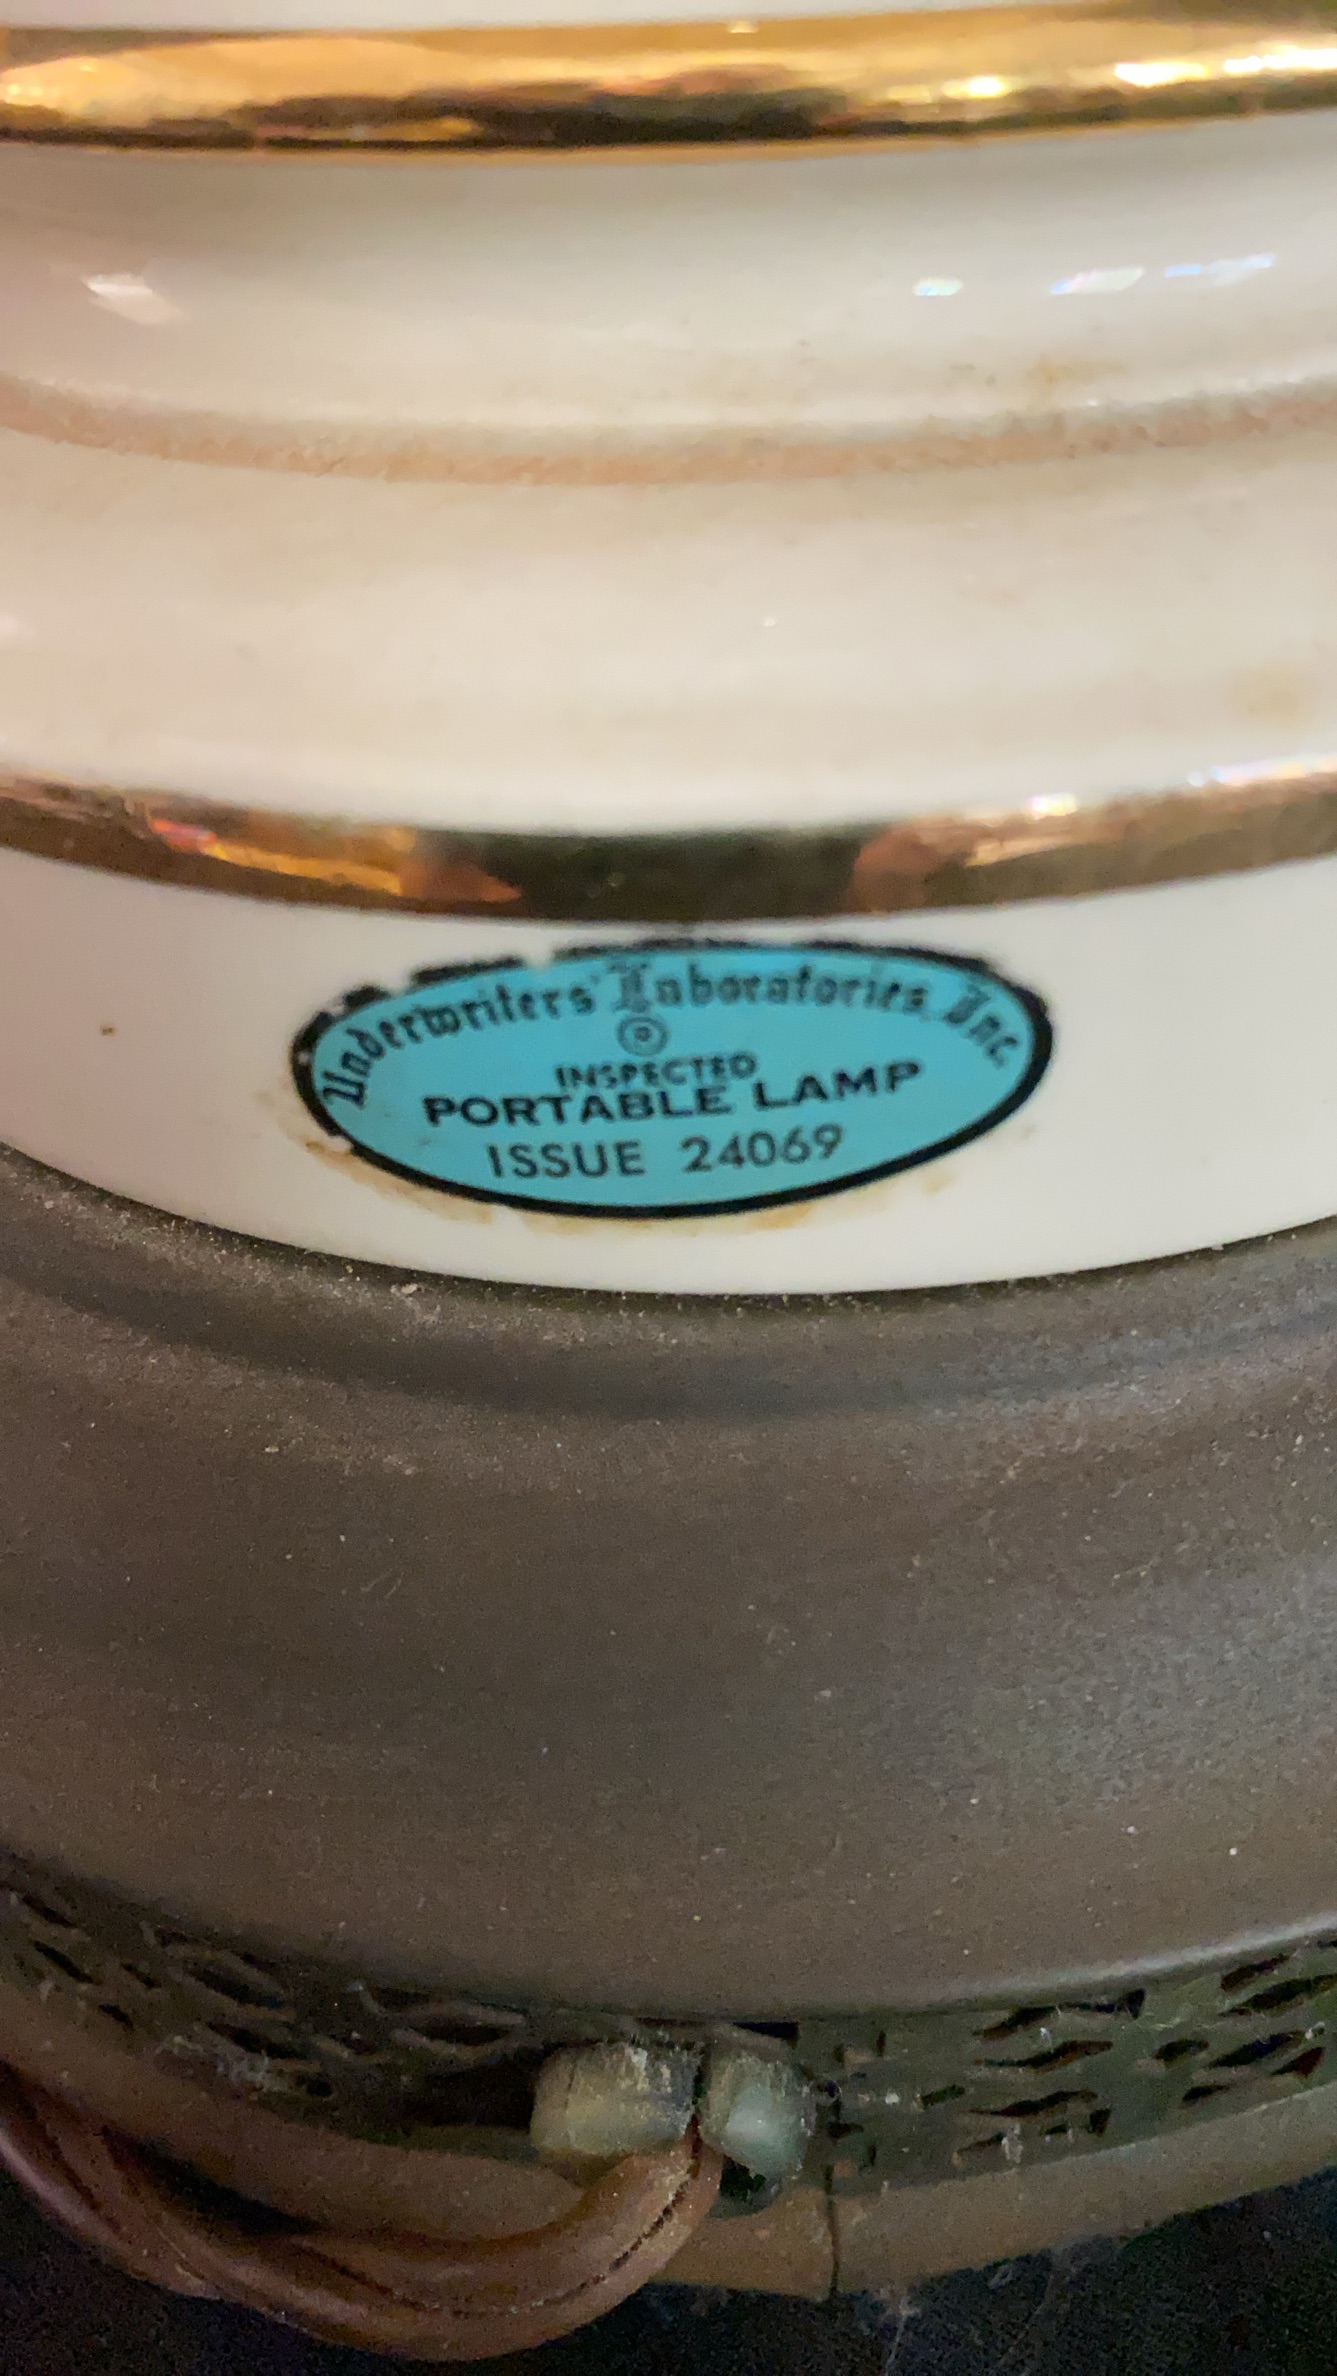 Underwriters' Laboratories, Inc.
INSPECTED
PORTABLE LAMP
ISSUE 24069